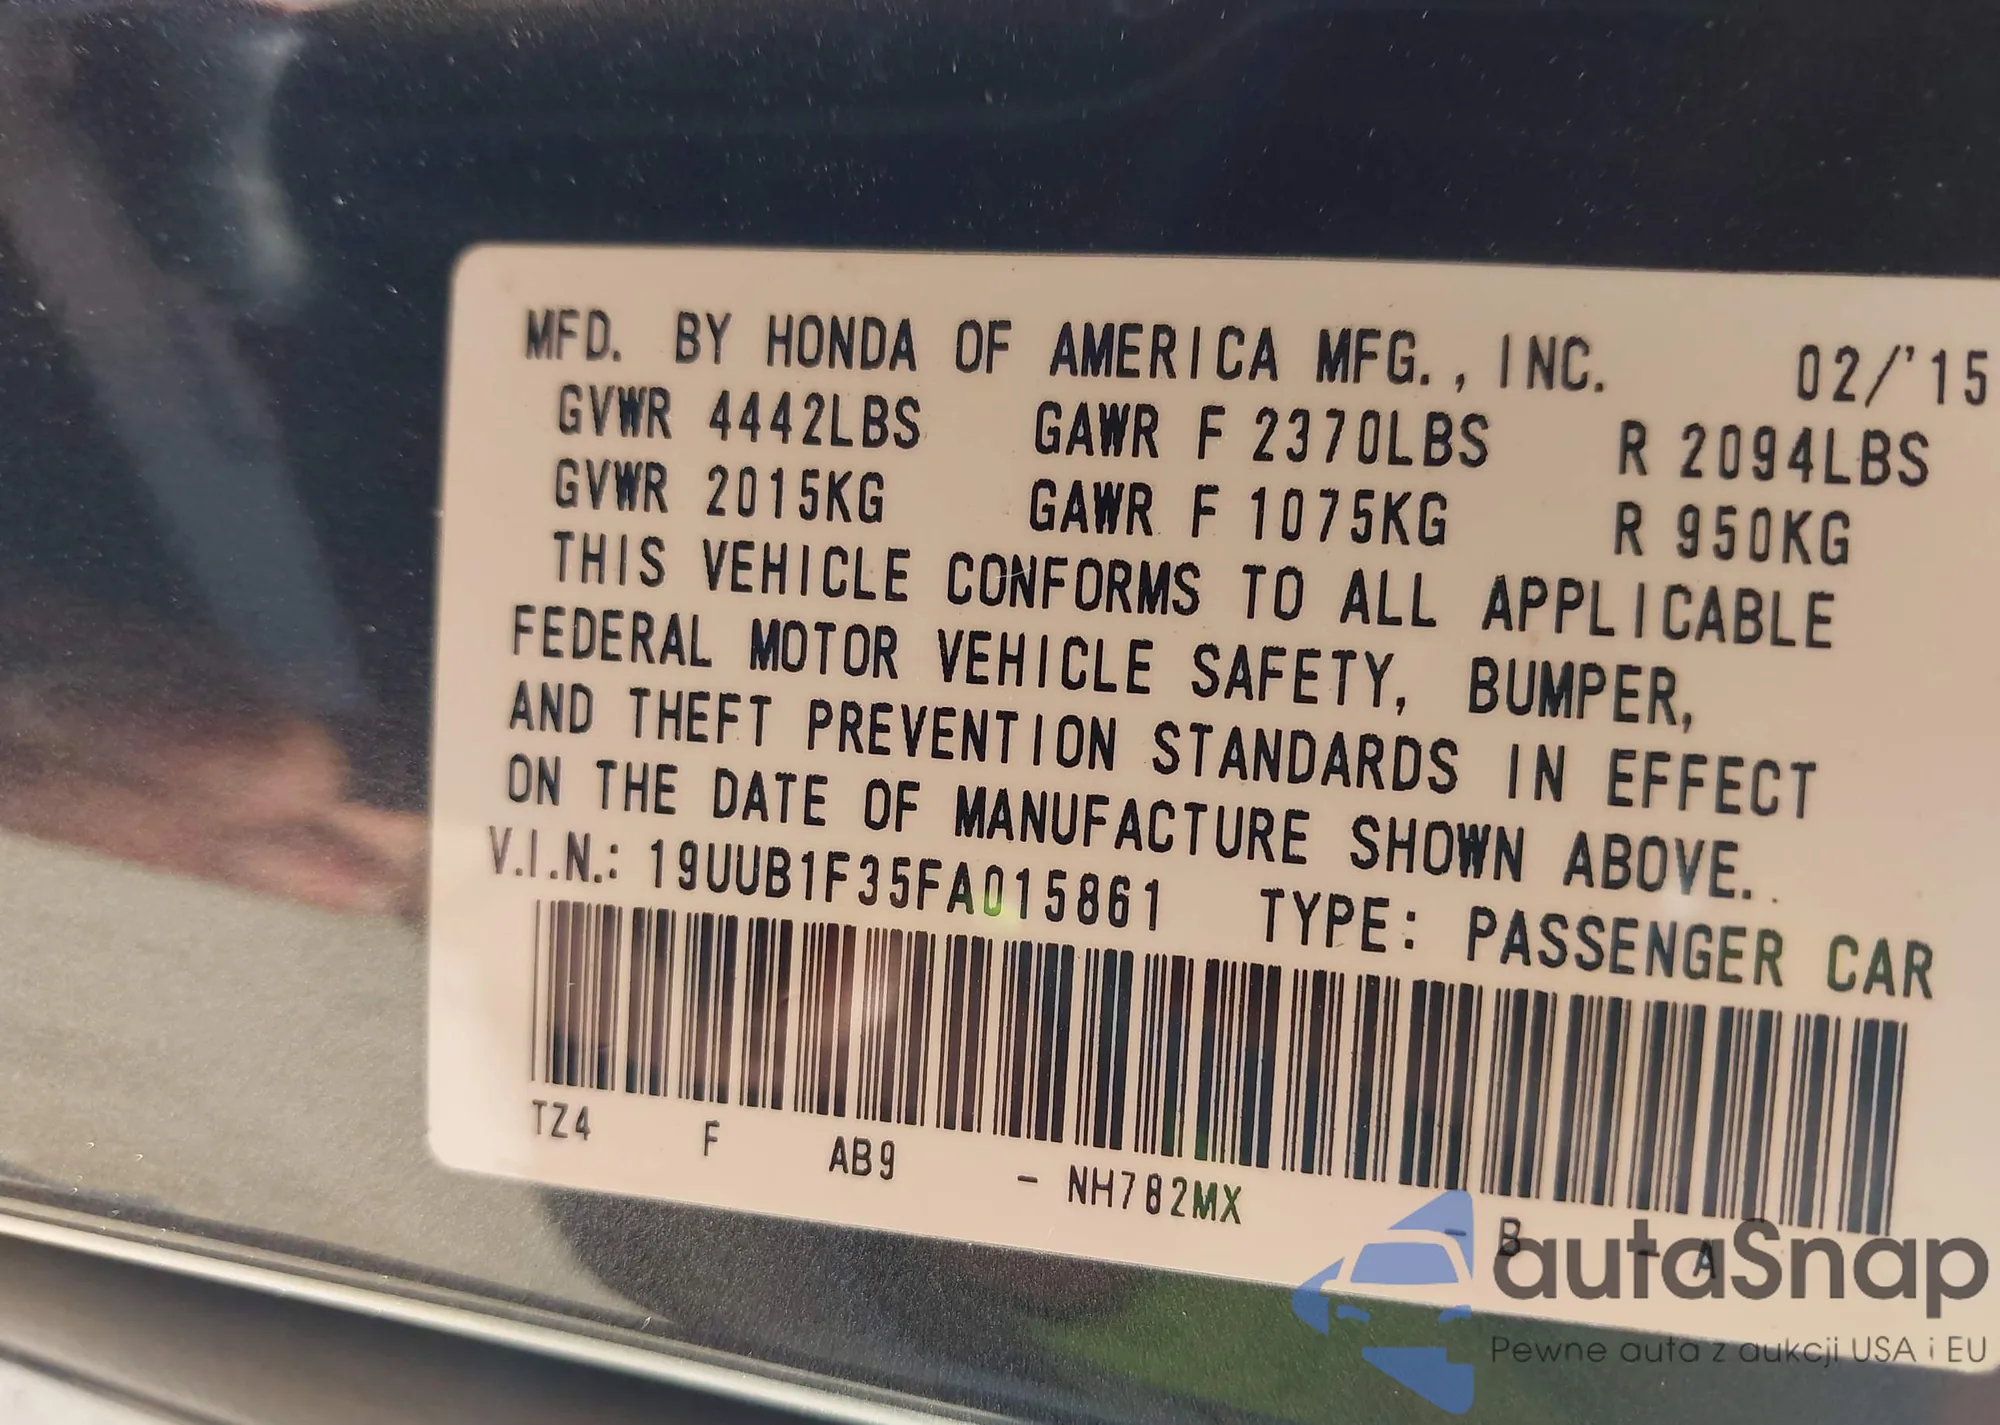 MFD. BY HONDA OF AMERICA MFG., INC. 02/'15
GVWR 4442LBS GAWR F 2370LBS R 2094LBS
GVWR 2015KG GAWR F 1075KG R 950KG
THIS VEHICLE CONFORMS TO ALL APPLICABLE
FEDERAL MOTOR VEHICLE SAFETY, BUMPER,
AND THEFT PREVENTION STANDARDS IN EFFECT
ON THE DATE OF MANUFACTURE SHOWN ABOVE.
V.I.N.: 19UUB1F35FA015861 TYPE: PASSENGER CAR
TZ4 F AB9 - NH782MX - B - A
autaSnap
Pewne auta z aukcji USA i EU